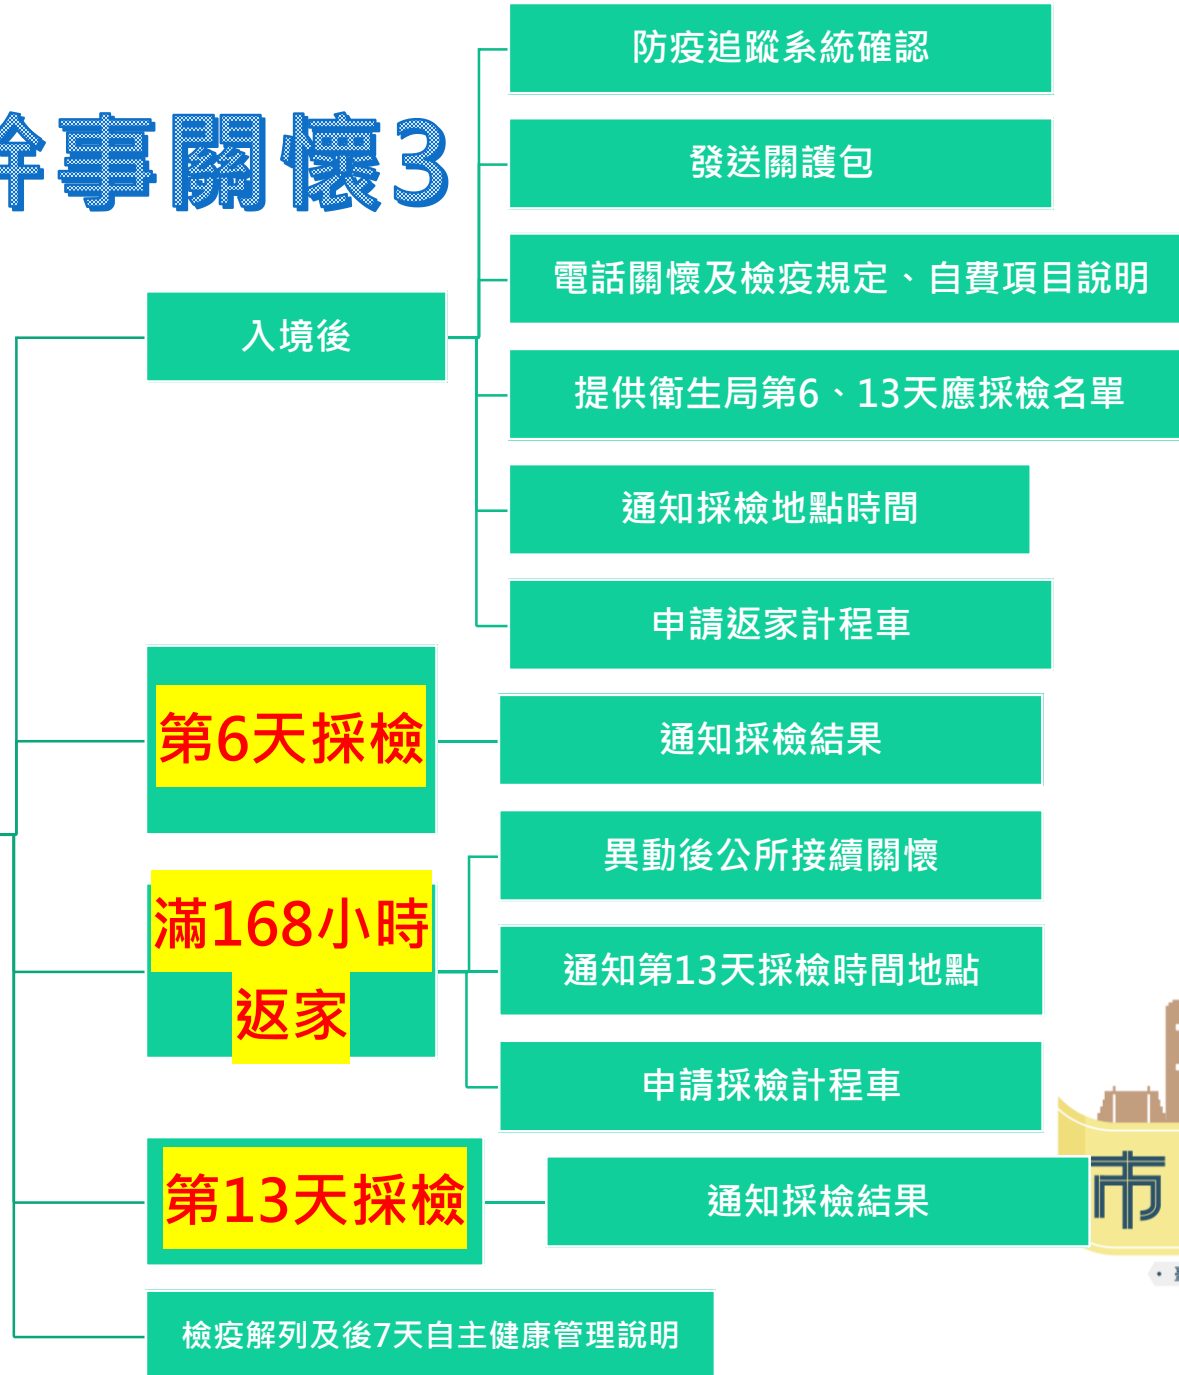 幹事關懷3
入境後
防疫追蹤系統確認
發送關護包
電話關懷及檢疫規定、自費項目說明
提供衛生局第6、13天應採檢名單
通知採檢地點時間
申請返家計程車
第6天採檢
通知採檢結果
滿168小時
返家
異動後公所接續關懷
通知第13天採檢時間地點
申請採檢計程車
第13天採檢
通知採檢結果
檢疫解列及後7天自主健康管理說明
市